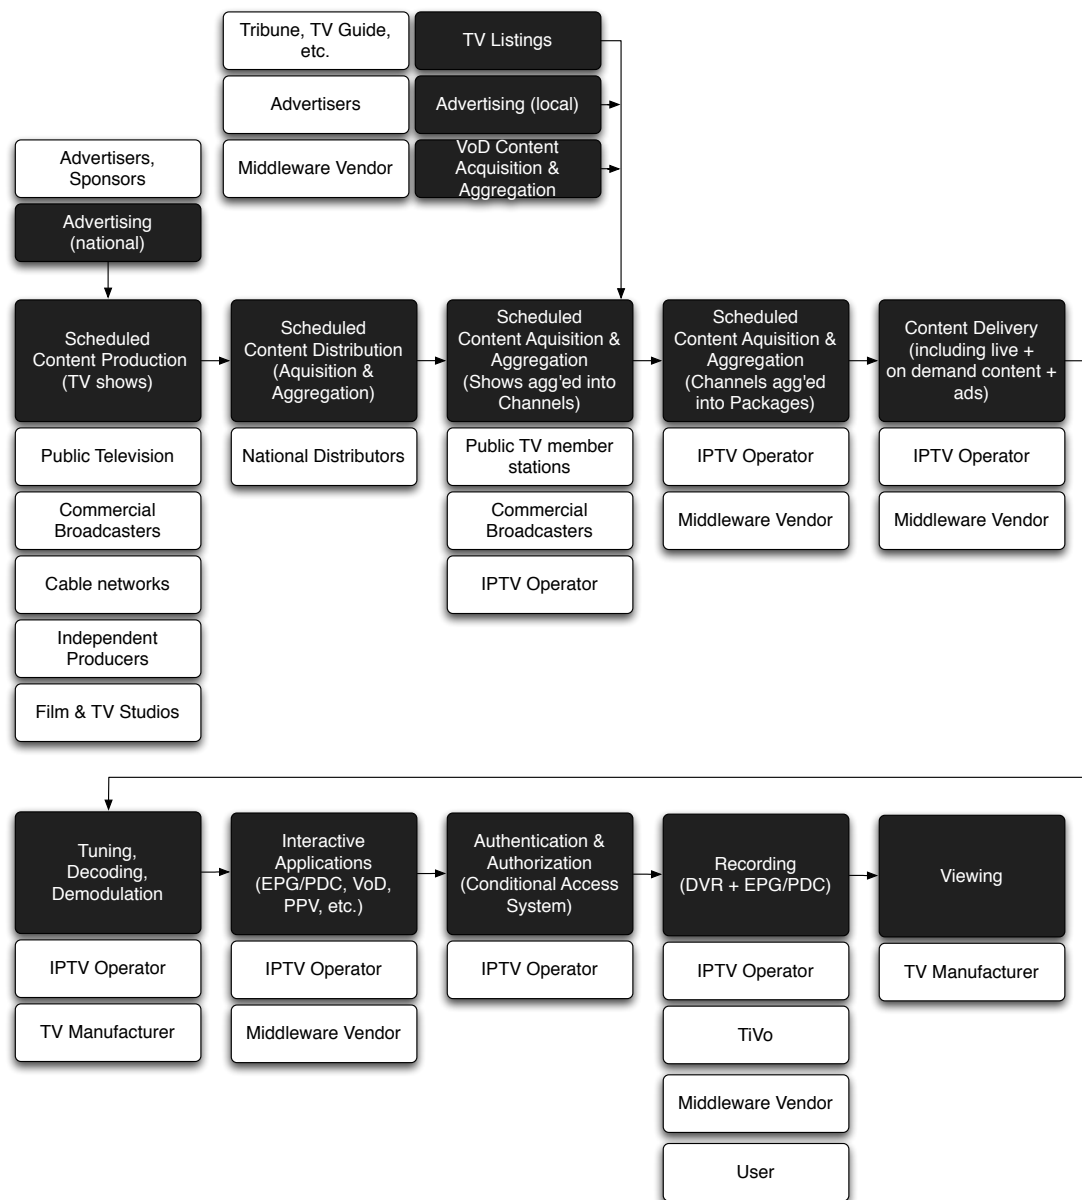 Tribune, TV Guide,
etc.
TV Listings
Advertisers
Advertising (local)
Middleware Vendor
VoD Content
Acquisition &
Aggregation
Advertisers,
Sponsors
Advertising
(national)
Scheduled
Content Production
(TV shows)
Public Television
Commercial
Broadcasters
Cable networks
Independent
Producers
Film & TV Studios
Scheduled
Content Distribution
(Aquisition &
Aggregation)
National Distributors
Scheduled
Content Aquisition &
Aggregation
(Shows agg'ed into
Channels)
Public TV member
stations
Commercial
Broadcasters
IPTV Operator
Scheduled
Content Aquisition &
Aggregation
(Channels agg'ed
into Packages)
IPTV Operator
Middleware Vendor
Content Delivery
(including live +
on demand content +
ads)
IPTV Operator
Middleware Vendor
Tuning,
Decoding,
Demodulation
IPTV Operator
TV Manufacturer
Interactive
Applications
(EPG/PDC, VoD,
PPV, etc.)
IPTV Operator
Middleware Vendor
Authentication &
Authorization
(Conditional Access
System)
IPTV Operator
Recording
(DVR + EPG/PDC)
IPTV Operator
TiVo
Middleware Vendor
User
Viewing
TV Manufacturer